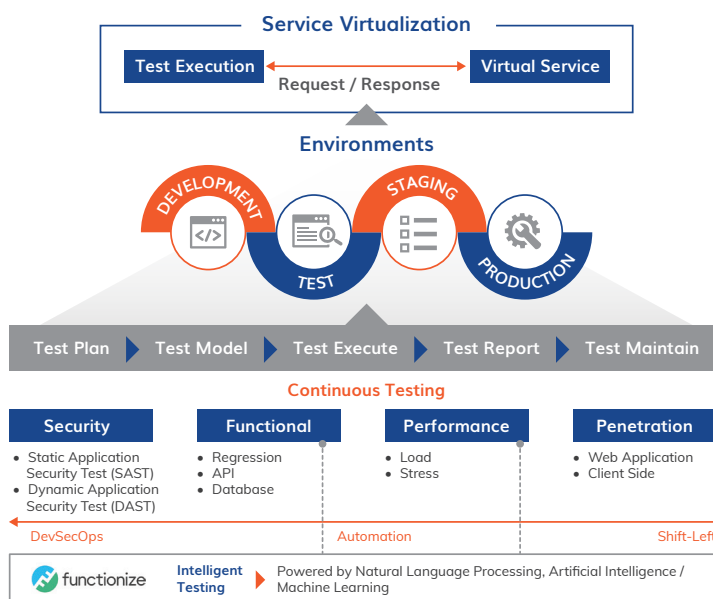 Service Virtualization
Test Execution
Virtual Service
Request / Response
Environments
DEVELOPMENT
TEST
STAGING
PRODUCTION
</>
Test Plan
Test Model
Test Execute
Test Report
Test Maintain
Continuous Testing
Security
• Static Application
Security Test (SAST)
• Dynamic Application
Security Test (DAST)
Functional
• Regression
• API
• Database
Performance
• Load
• Stress
Penetration
• Web Application
• Client Side
DevSecOps
Automation
Shift-Left
functionize
Intelligent
Testing
Powered by Natural Language Processing, Artificial Intelligence /
Machine Learning